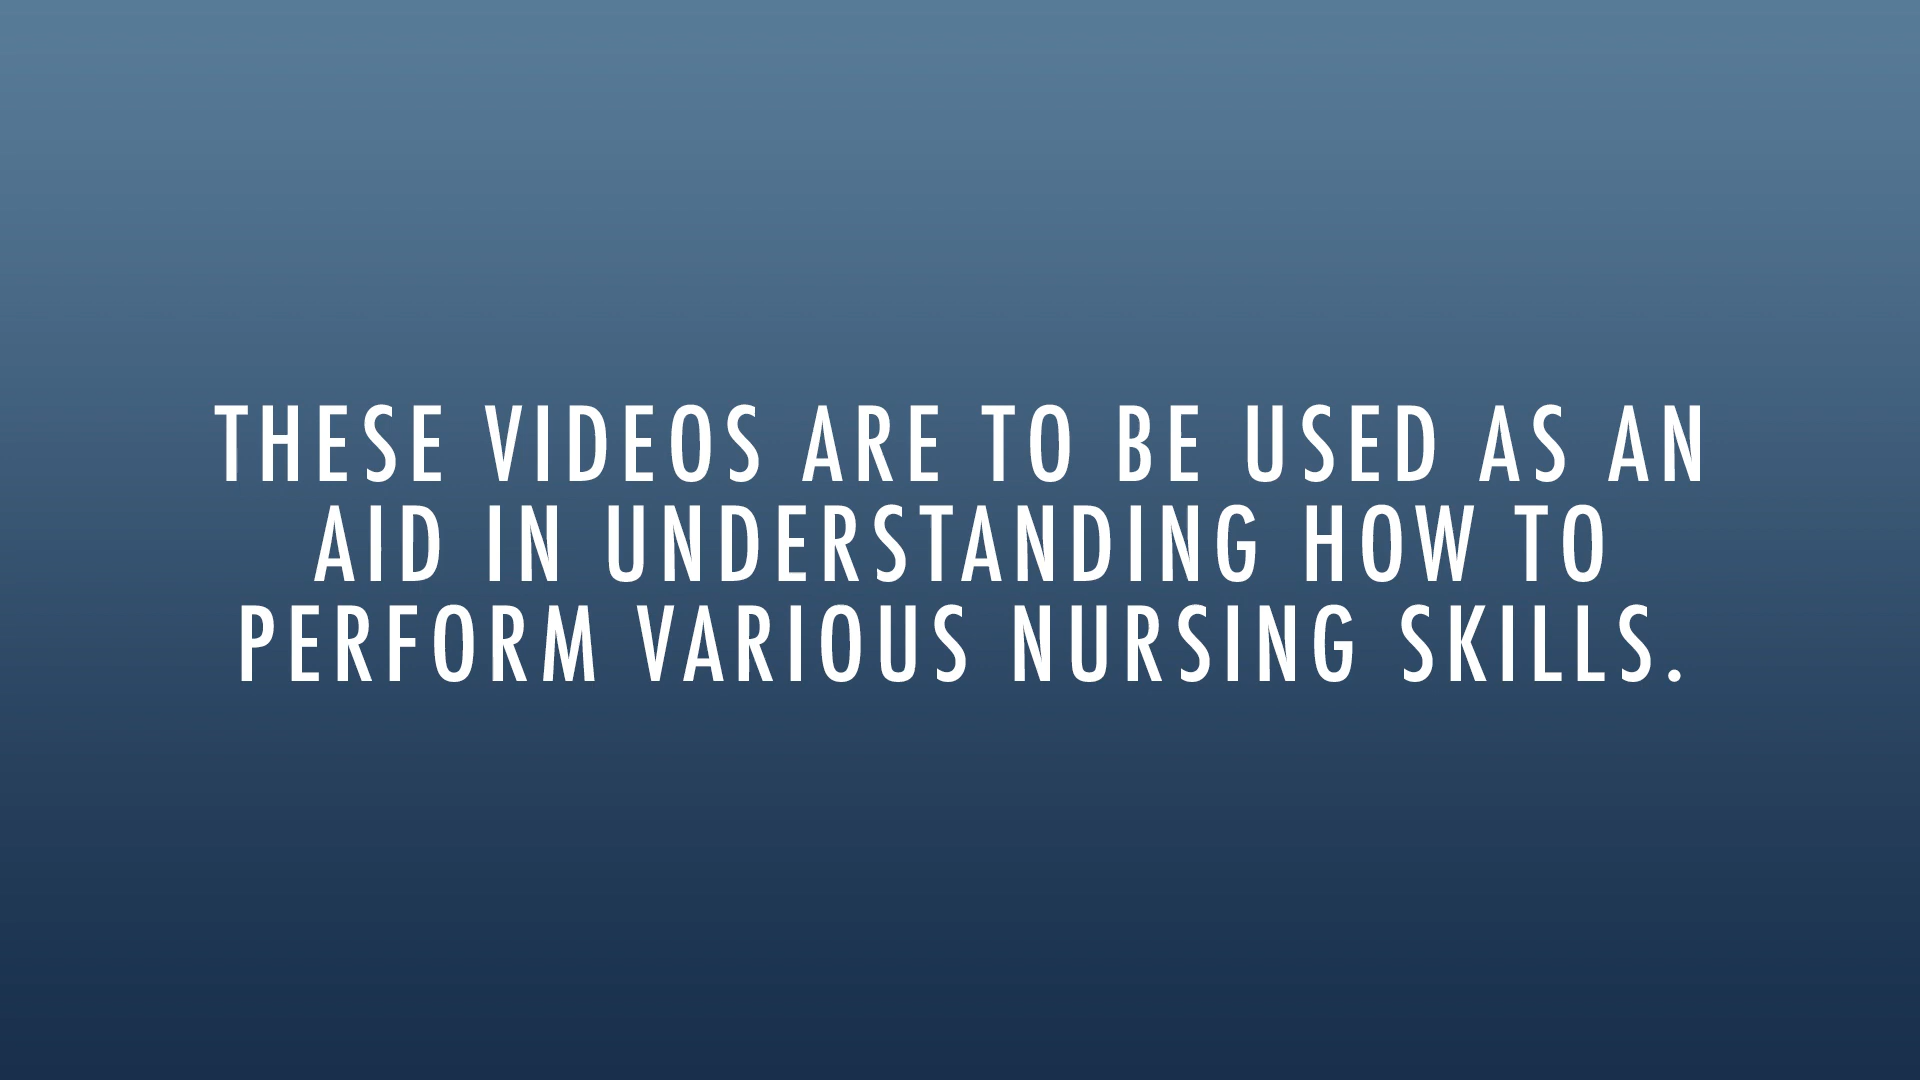 THESE VIDEOS ARE TO BE USED AS AN
AID IN UNDERSTANDING HOW TO
PERFORM VARIOUS NURSING SKILLS.